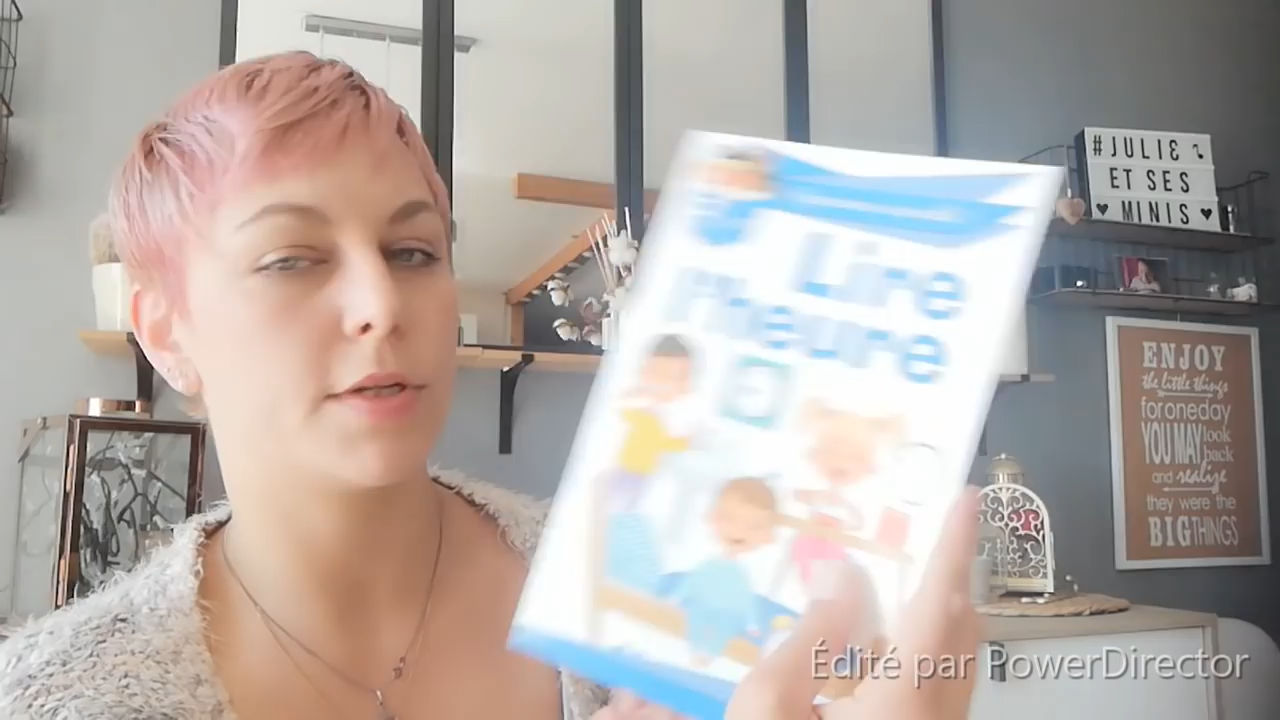 #JULIE
ET SES
♥ MINIS ♥
Lire
l'heure
ENJOY
the little things
for one day
YOU MAY look
back
and realize
they were the
BIG THINGS
Édité par PowerDirector